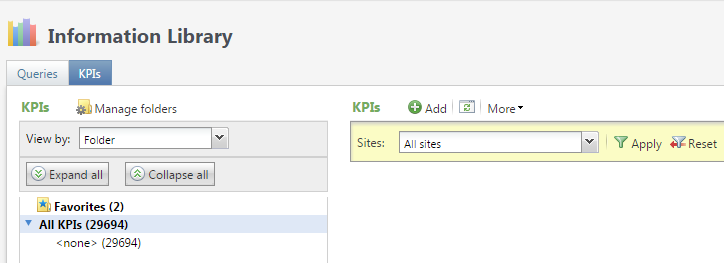 Information Library
Queries KPIs
KPIs Manage folders
View by: Folder
Expand all Collapse all
Favorites (2)
All KPIs (29694)
<none> (29694)
KPIs Add More
Sites: All sites Apply Reset